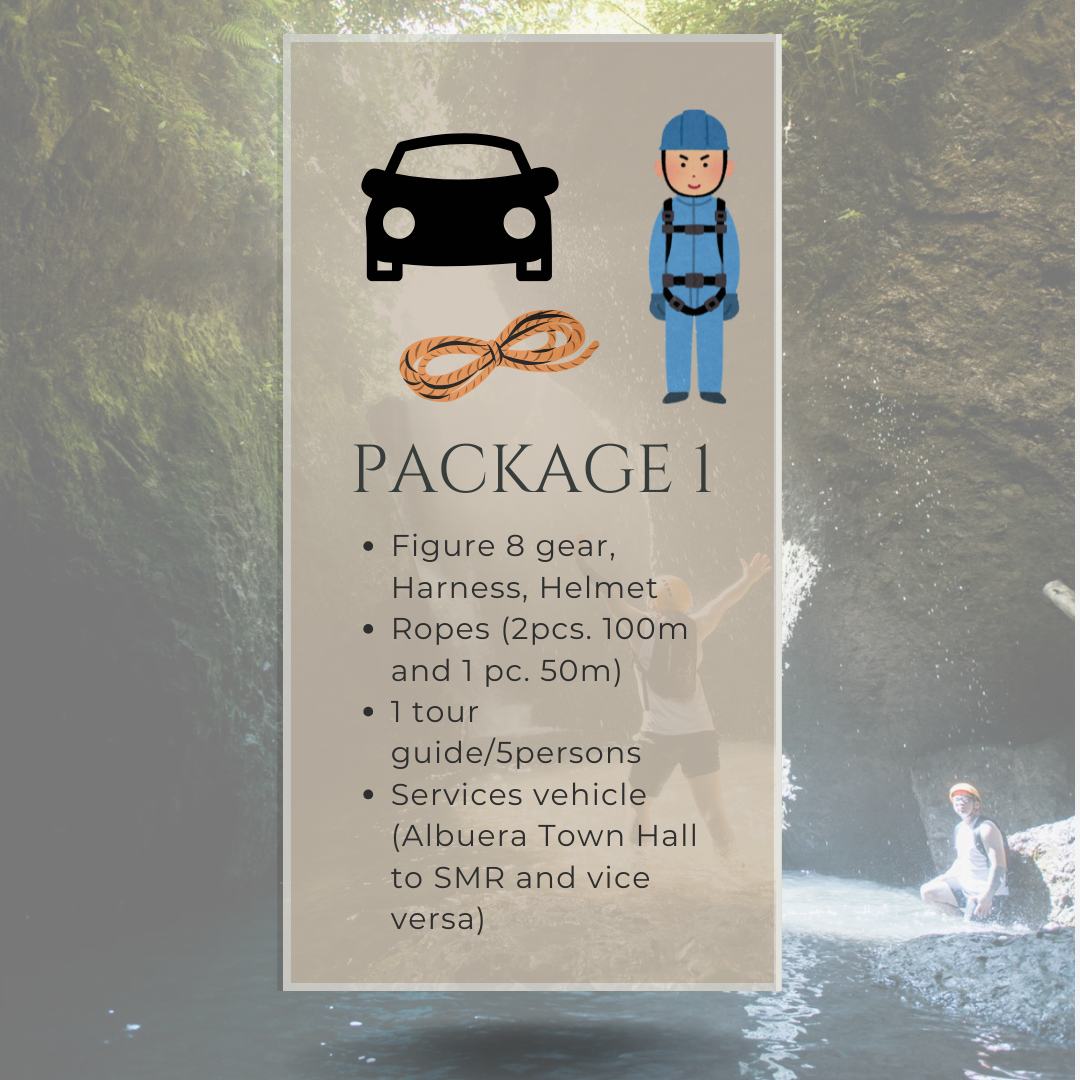 PACKAGE 1
• Figure 8 gear,
Harness, Helmet
• Ropes (2pcs. 100m
and 1 pc. 50m)
• 1 tour
guide/5persons
• Services vehicle
(Albuera Town Hall
to SMR and vice
versa)